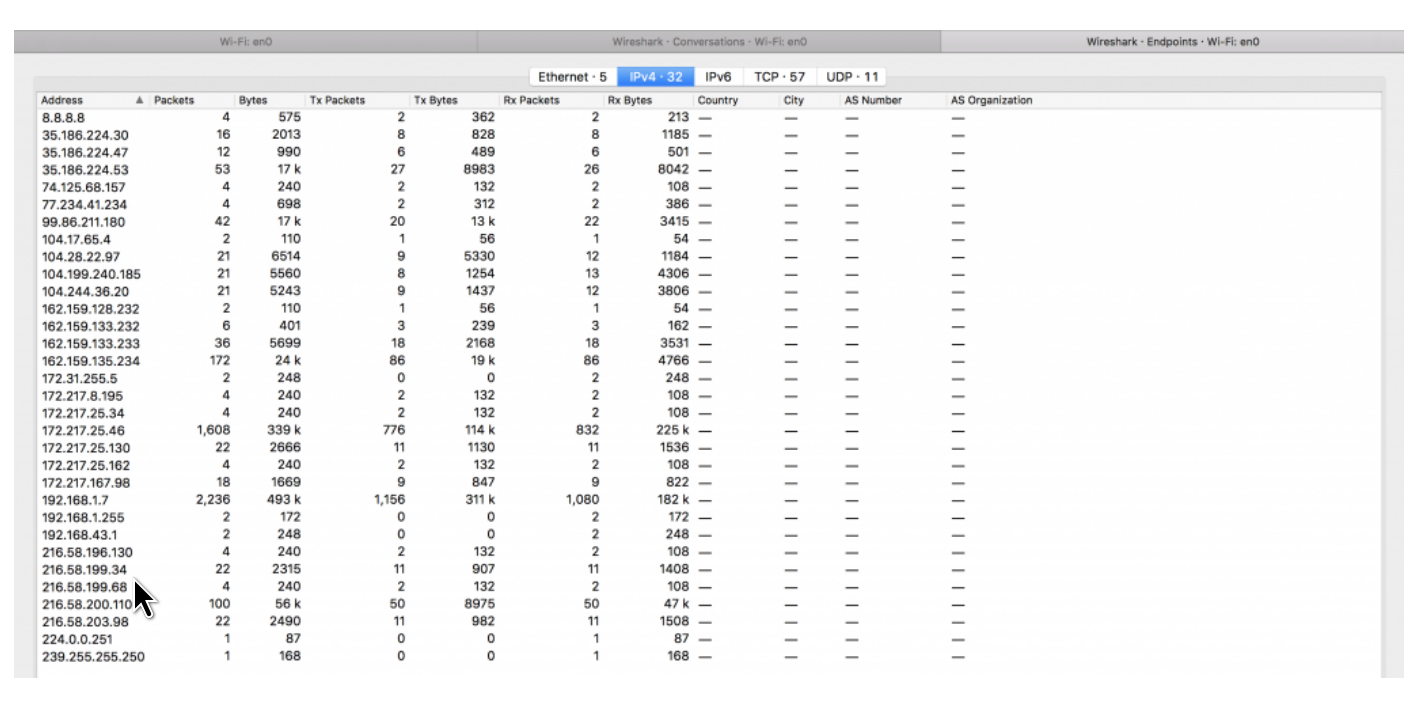 Wi-Fi: en0 Wireshark · Conversations · Wi-Fi: en0 Wireshark · Endpoints · Wi-Fi: en0
Ethernet · 5 IPv4 · 32 IPv6 TCP · 57 UDP · 11
Address Packets Bytes Tx Packets Tx Bytes Rx Packets Rx Bytes Country City AS Number AS Organization
8.8.8.8 4 575 2 362 2 213 — — — —
35.186.224.30 16 2013 8 828 8 1185 — — — —
35.186.224.47 12 990 6 489 6 501 — — — —
35.186.224.53 53 17 k 27 8983 26 8042 — — — —
74.125.68.157 4 240 2 132 2 108 — — — —
77.234.41.234 4 698 2 312 2 386 — — — —
99.86.211.180 42 17 k 20 13 k 22 3415 — — — —
104.17.65.4 2 110 1 56 1 54 — — — —
104.28.22.97 21 6514 9 5330 12 1184 — — — —
104.199.240.185 21 5560 8 1254 13 4306 — — — —
104.244.36.20 21 5243 9 1437 12 3806 — — — —
162.159.128.232 2 110 1 56 1 54 — — — —
162.159.133.232 6 401 3 239 3 162 — — — —
162.159.133.233 36 5699 18 2168 18 3531 — — — —
162.159.135.234 172 24 k 86 19 k 86 4766 — — — —
172.31.255.5 2 248 0 0 2 248 — — — —
172.217.8.195 4 240 2 132 2 108 — — — —
172.217.25.34 4 240 2 132 2 108 — — — —
172.217.25.46 1,608 339 k 776 114 k 832 225 k — — — —
172.217.25.130 22 2666 11 1130 11 1536 — — — —
172.217.25.162 4 240 2 132 2 108 — — — —
172.217.167.98 18 1669 9 847 9 822 — — — —
192.168.1.7 2,236 493 k 1,156 311 k 1,080 182 k — — — —
192.168.1.255 2 172 0 0 2 172 — — — —
192.168.43.1 2 248 0 0 2 248 — — — —
216.58.196.130 4 240 2 132 2 108 — — — —
216.58.199.34 22 2315 11 907 11 1408 — — — —
216.58.199.68 4 240 2 132 2 108 — — — —
216.58.200.110 100 56 k 50 8975 50 47 k — — — —
216.58.203.98 22 2490 11 982 11 1508 — — — —
224.0.0.251 1 87 0 0 1 87 — — — —
239.255.255.250 1 168 0 0 1 168 — — — —